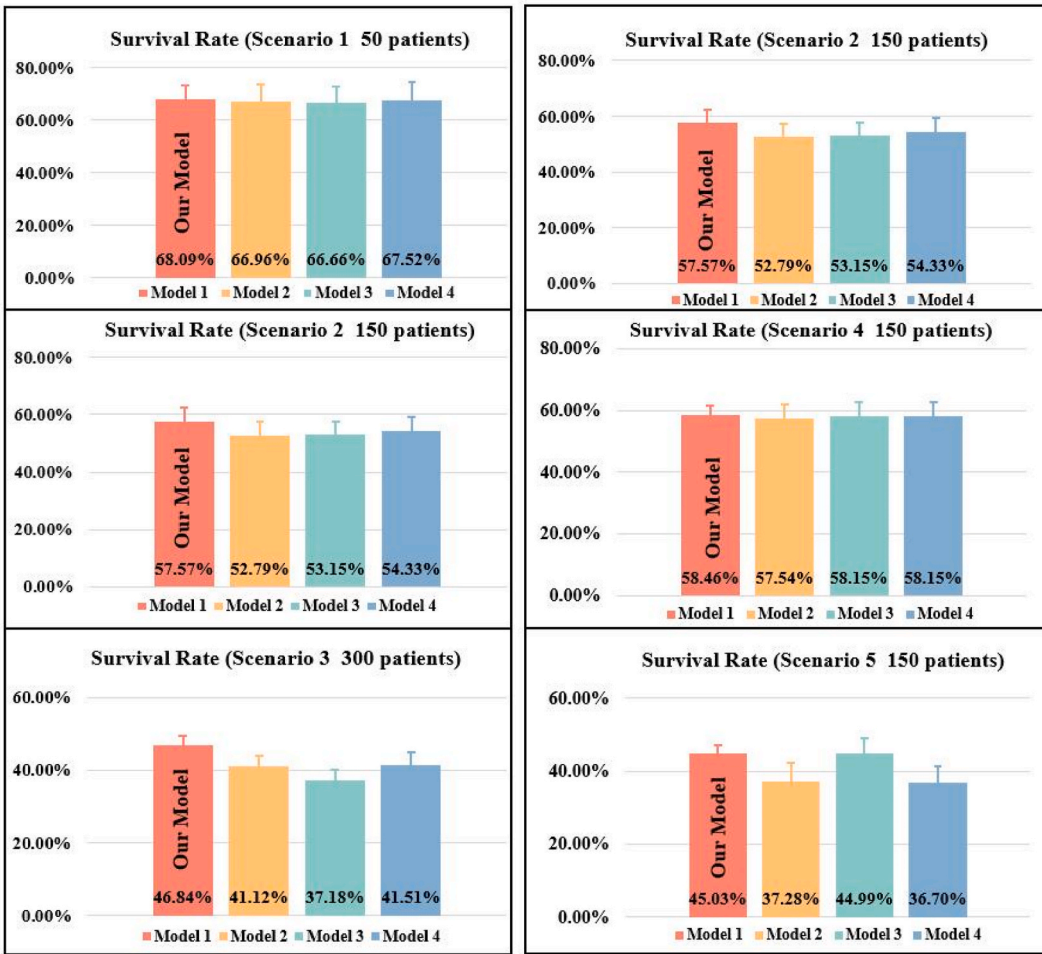 Survival Rate (Scenario 1 50 patients)
80.00%
60.00%
40.00%
20.00%
0.00%
Our Model
68.09% 66.96% 66.66% 67.52%
Model 1 Model 2 Model 3 Model 4
Survival Rate (Scenario 2 150 patients)
80.00%
60.00%
40.00%
20.00%
0.00%
Our Model
57.57% 52.79% 53.15% 54.33%
Model 1 Model 2 Model 3 Model 4
Survival Rate (Scenario 2 150 patients)
80.00%
60.00%
40.00%
20.00%
0.00%
Our Model
57.57% 52.79% 53.15% 54.33%
Model 1 Model 2 Model 3 Model 4
Survival Rate (Scenario 4 150 patients)
80.00%
60.00%
40.00%
20.00%
0.00%
Our Model
58.46% 57.54% 58.15% 58.15%
Model 1 Model 2 Model 3 Model 4
Survival Rate (Scenario 3 300 patients)
60.00%
40.00%
20.00%
0.00%
Our Model
46.84% 41.12% 37.18% 41.51%
Model 1 Model 2 Model 3 Model 4
Survival Rate (Scenario 5 150 patients)
60.00%
40.00%
20.00%
0.00%
Our Model
45.03% 37.28% 44.99% 36.70%
Model 1 Model 2 Model 3 Model 4